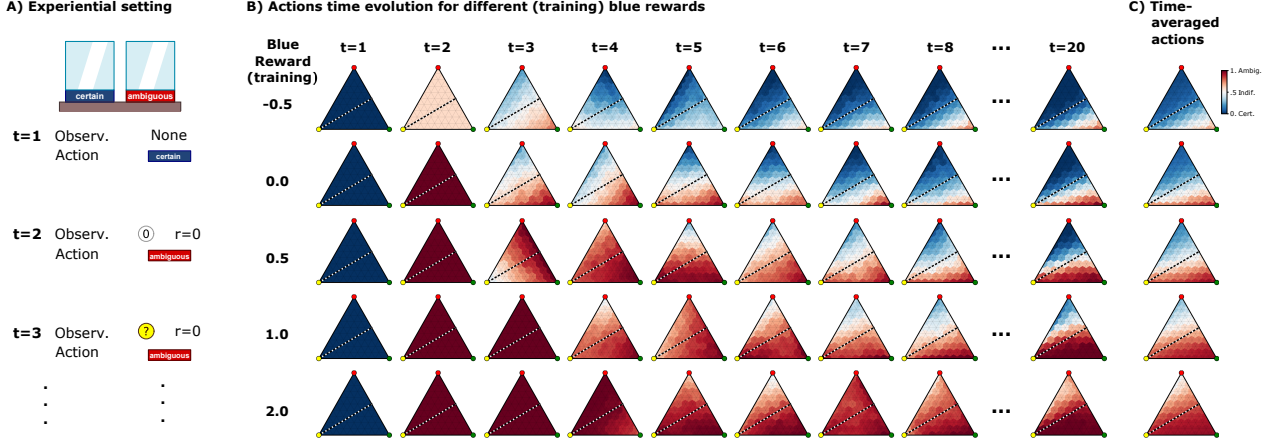 A) Experiential setting
certain
ambiguous
t=1 Observ. None
Action certain
t=2 Observ. 0 r=0
Action ambiguous
t=3 Observ. ? r=0
Action ambiguous
. .
. .
. .
B) Actions time evolution for different (training) blue rewards
Blue
Reward
(training)
t=1 t=2 t=3 t=4 t=5 t=6 t=7 t=8 ... t=20
-0.5 ...
0.0 ...
0.5 ...
1.0 ...
2.0 ...
C) Time-
averaged
actions
1. Ambig.
.5 Indif.
0. Cert.